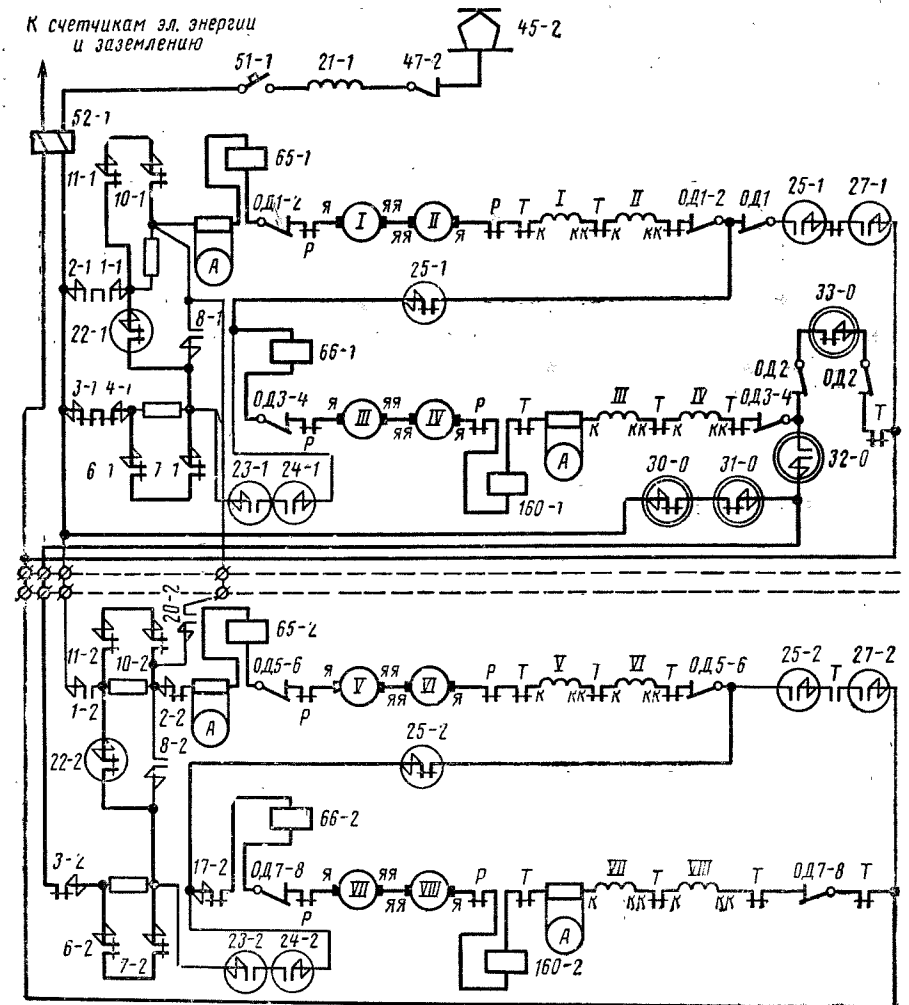 К счетчикам эл. энергии
и заземлению
45-2
51-1
21-1
47-2
52-1
11-1
10-1
65-1
ОД1-2
Я
I
ЯЯ
II
Р
Т
I
Т
II
ОД1-2
ОД1
25-1
27-1
Р
ЯЯ
Я
К
КК
К
КК
А
2-1
1-1
25-1
33-0
22-1
8-1
66-1
ОД2
ОД2
3-1
4-1
ОД3-4
Я
III
ЯЯ
IV
Р
Т
III
Т
IV
Т
ОД3-4
Т
Р
ЯЯ
Я
К
КК
К
КК
А
32-0
6-1
7-1
23-1
24-1
160-1
30-0
31-0
20-2
65-2
11-2
10-2
ОД5-6
Я
V
ЯЯ
VI
Р
Т
V
Т
VI
Т
ОД5-6
25-2
Т
27-2
1-2
2-2
А
Р
ЯЯ
Я
К
КК
К
КК
22-2
8-2
25-2
66-2
3-2
17-2
ОД7-8
Я
VII
ЯЯ
VIII
Р
Т
VII
Т
VIII
Т
ОД7-8
Т
Р
ЯЯ
Я
К
КК
К
КК
А
6-2
7-2
23-2
24-2
160-2